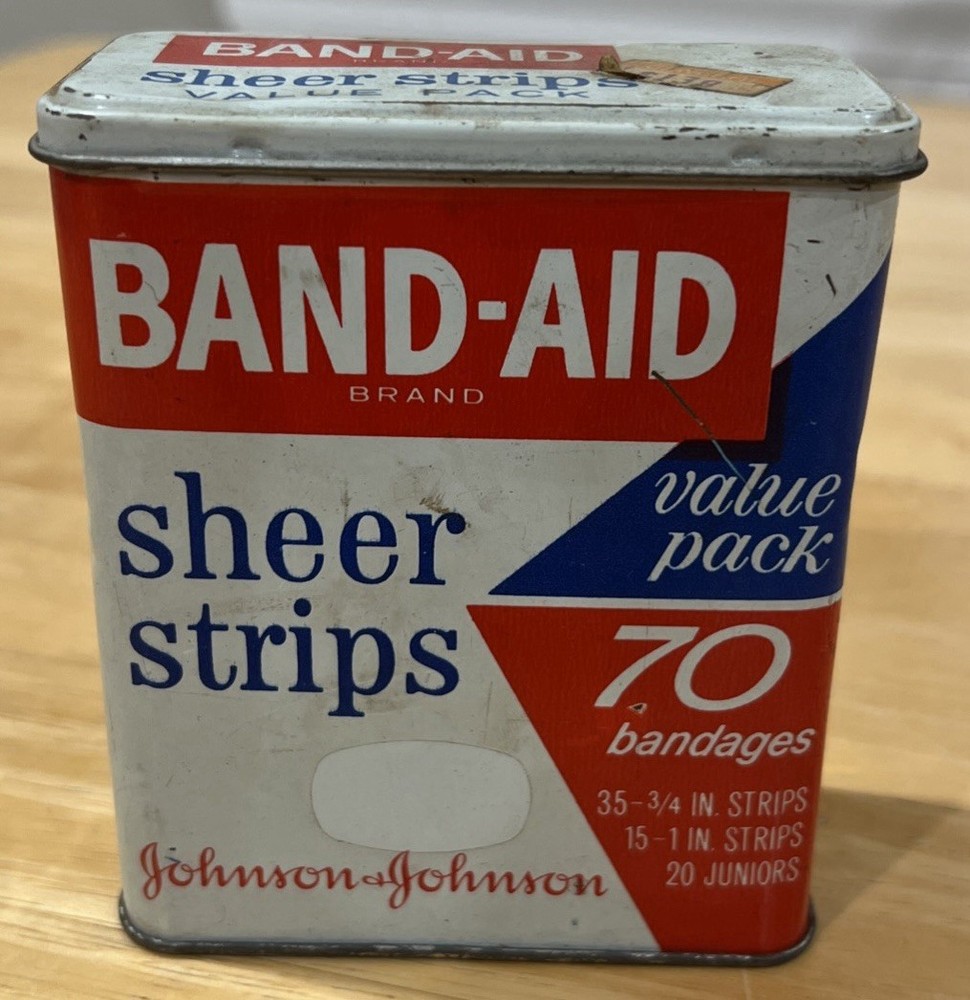 BAND-AID
BRAND
sheer strips
VALUE PACK
BAND-AID
BRAND
sheer
strips
value
pack
70
bandages
35-3/4 IN. STRIPS
15-1 IN. STRIPS
20 JUNIORS
Johnson & Johnson